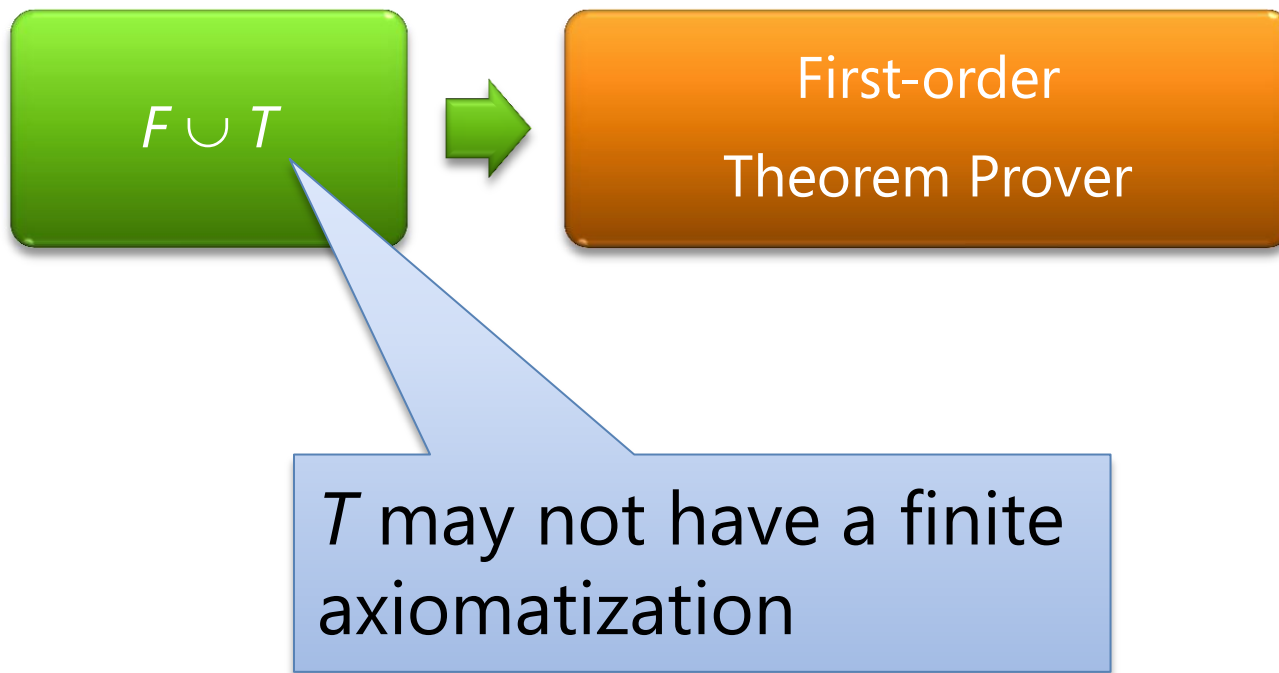 F ∪ T
First-order
Theorem Prover
T may not have a finite
axiomatization